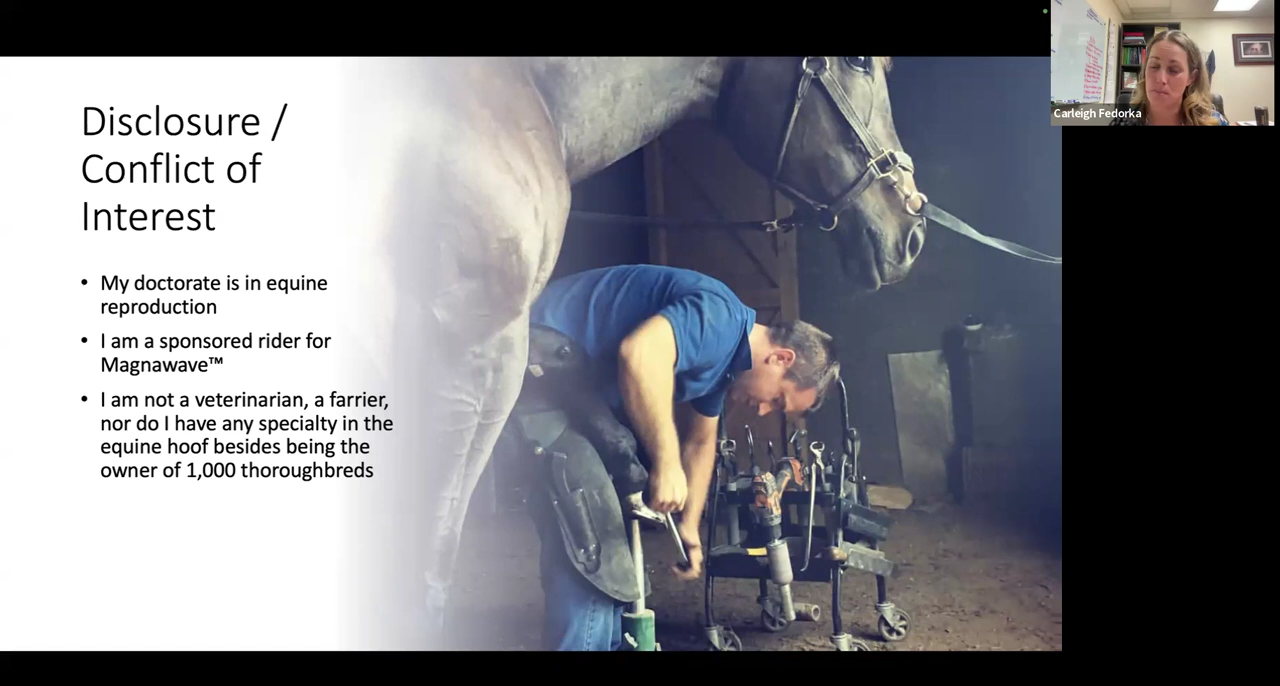 Disclosure /
Conflict of
Interest
• My doctorate is in equine
reproduction
• I am a sponsored rider for
Magnawave™
• I am not a veterinarian, a farrier,
nor do I have any specialty in the
equine hoof besides being the
owner of 1,000 thoroughbreds
Carleigh Fedorka